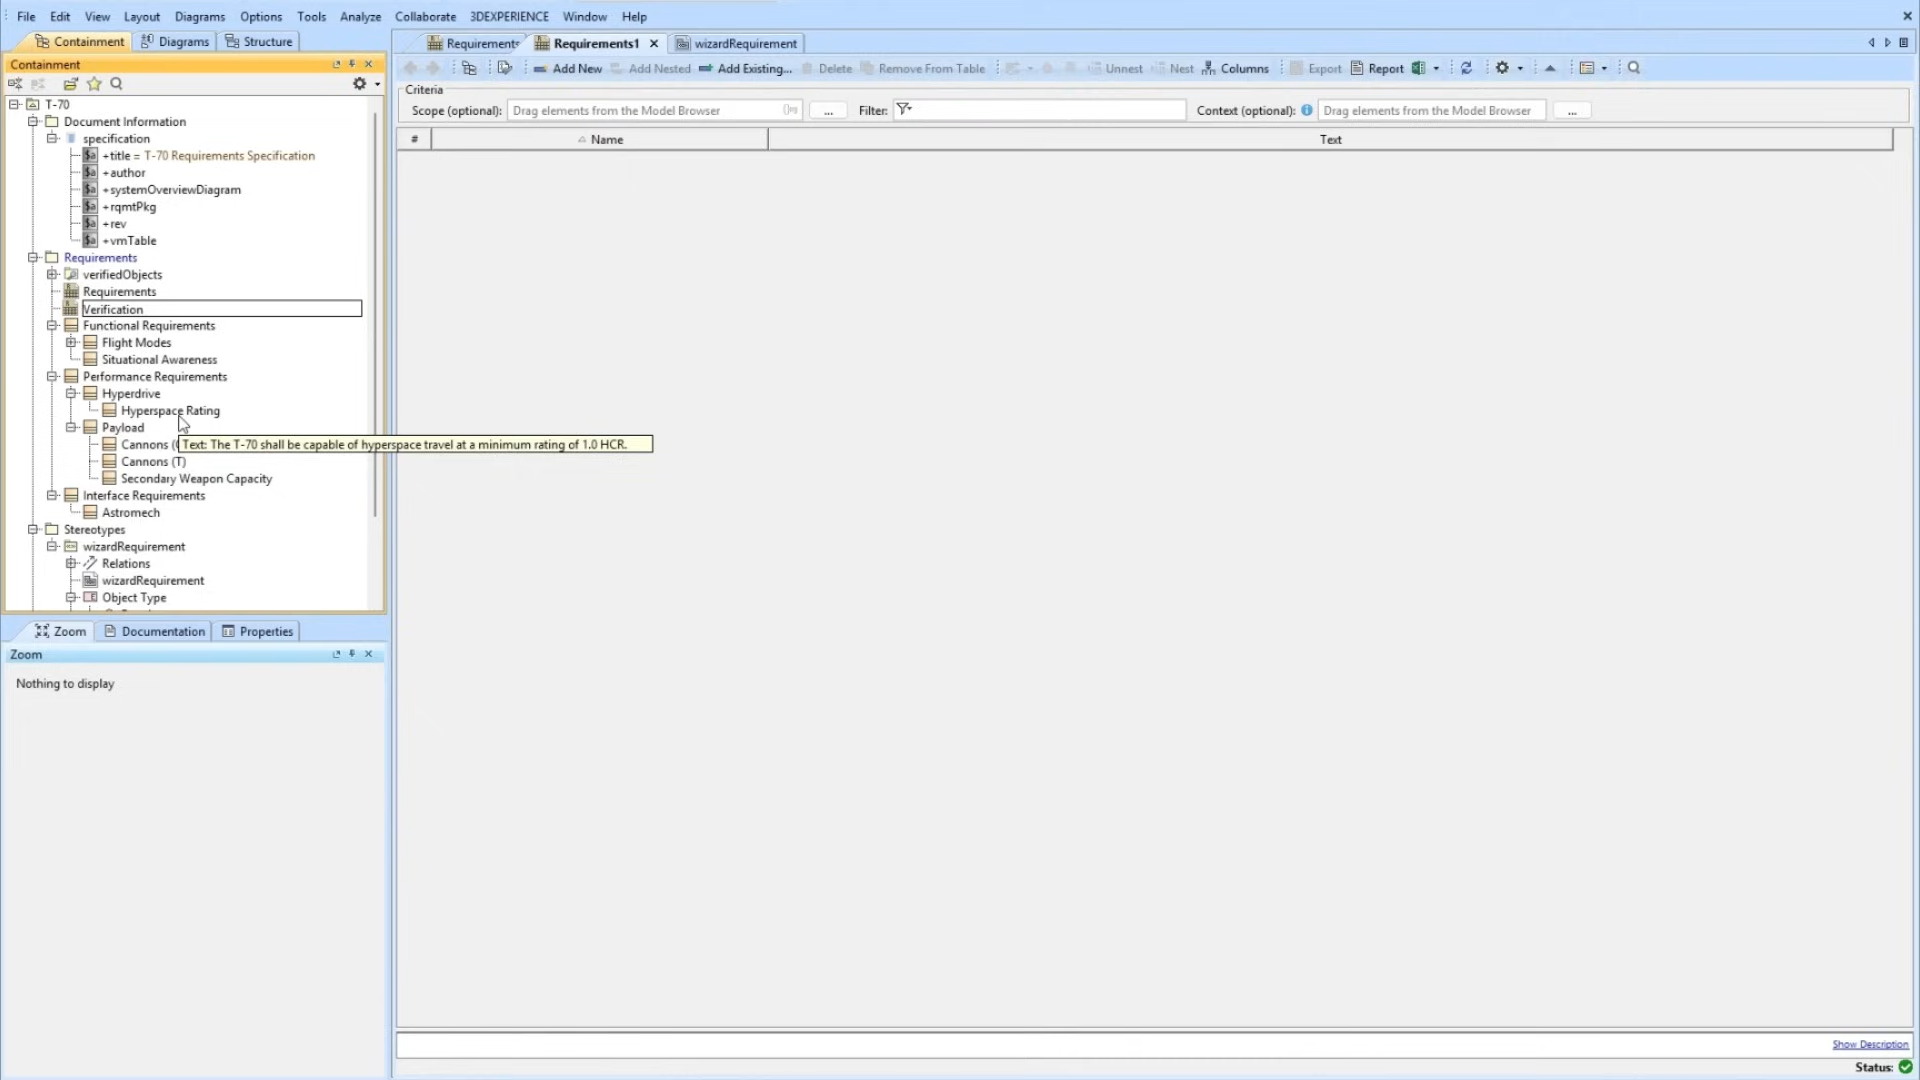 File Edit View Layout Diagrams Options Tools Analyze Collaborate 3DEXPERIENCE Window Help
Containment Diagrams Structure
Requirements Requirements1 wizardRequirement
Containment
Add New Add Nested Add Existing... Delete Remove From Table Unnest Nest Columns Export Report
Criteria
Scope (optional): Drag elements from the Model Browser ... Filter: Context (optional): Drag elements from the Model Browser ...
# Name Text
T-70
Document Information
specification
+title = T-70 Requirements Specification
+author
+systemOverviewDiagram
+rqmtPkg
+rev
+vmTable
Requirements
verifiedObjects
Requirements
Verification
Functional Requirements
Flight Modes
Situational Awareness
Performance Requirements
Hyperdrive
Hyperspace Rating
Payload
Cannons (
Text: The T-70 shall be capable of hyperspace travel at a minimum rating of 1.0 HCR.
Cannons (T)
Secondary Weapon Capacity
Interface Requirements
Astromech
Stereotypes
wizardRequirement
Relations
wizardRequirement
Object Type
Zoom Documentation Properties
Zoom
Nothing to display
Show Description
Status: